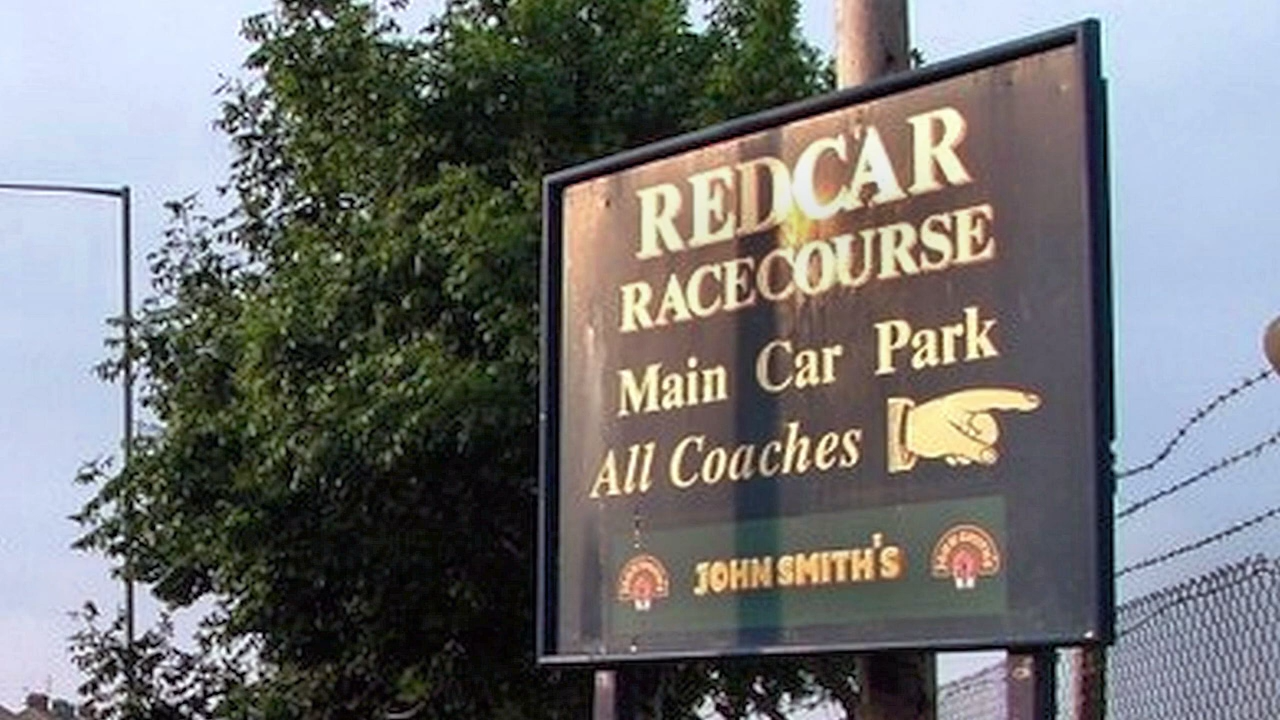 REDCAR
RACECOURSE
Main Car Park
All Coaches
JOHN SMITH'S